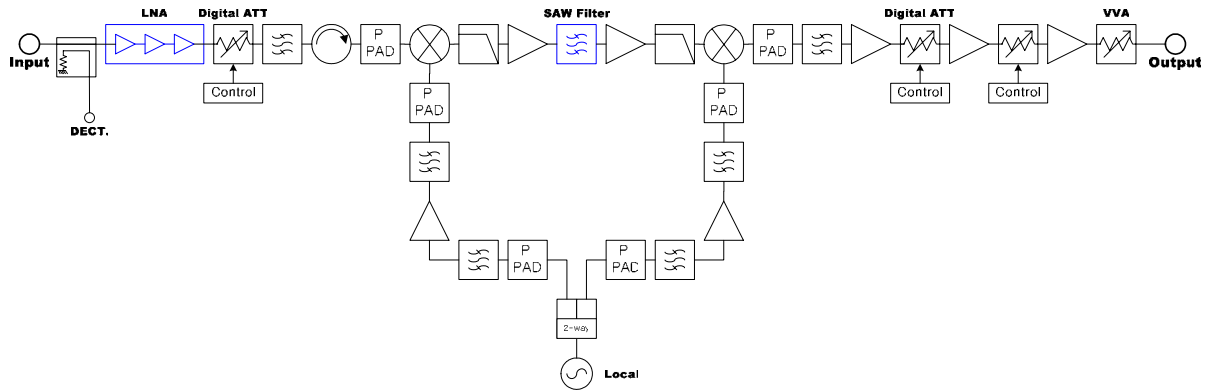 LNA
Digital ATT
SAW Filter
Digital ATT
VVA
Input
P
PAD
P
PAD
Output
Control
P
PAD
P
PAD
Control
Control
DECT.
P
PAD
P
PAD
2-way
Local